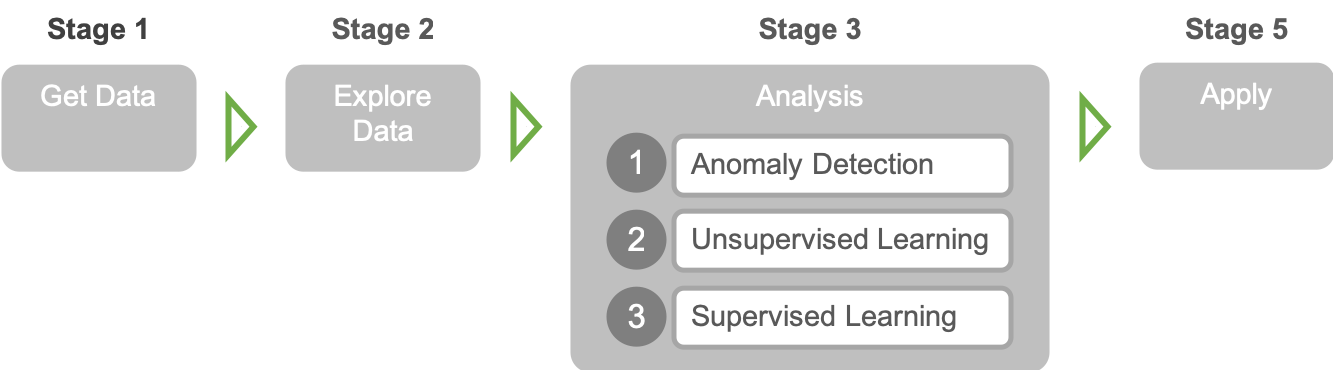 Stage 1
Stage 2
Stage 3
Stage 5
Get Data
Explore
Data
Analysis
Apply
1 Anomaly Detection
2 Unsupervised Learning
3 Supervised Learning